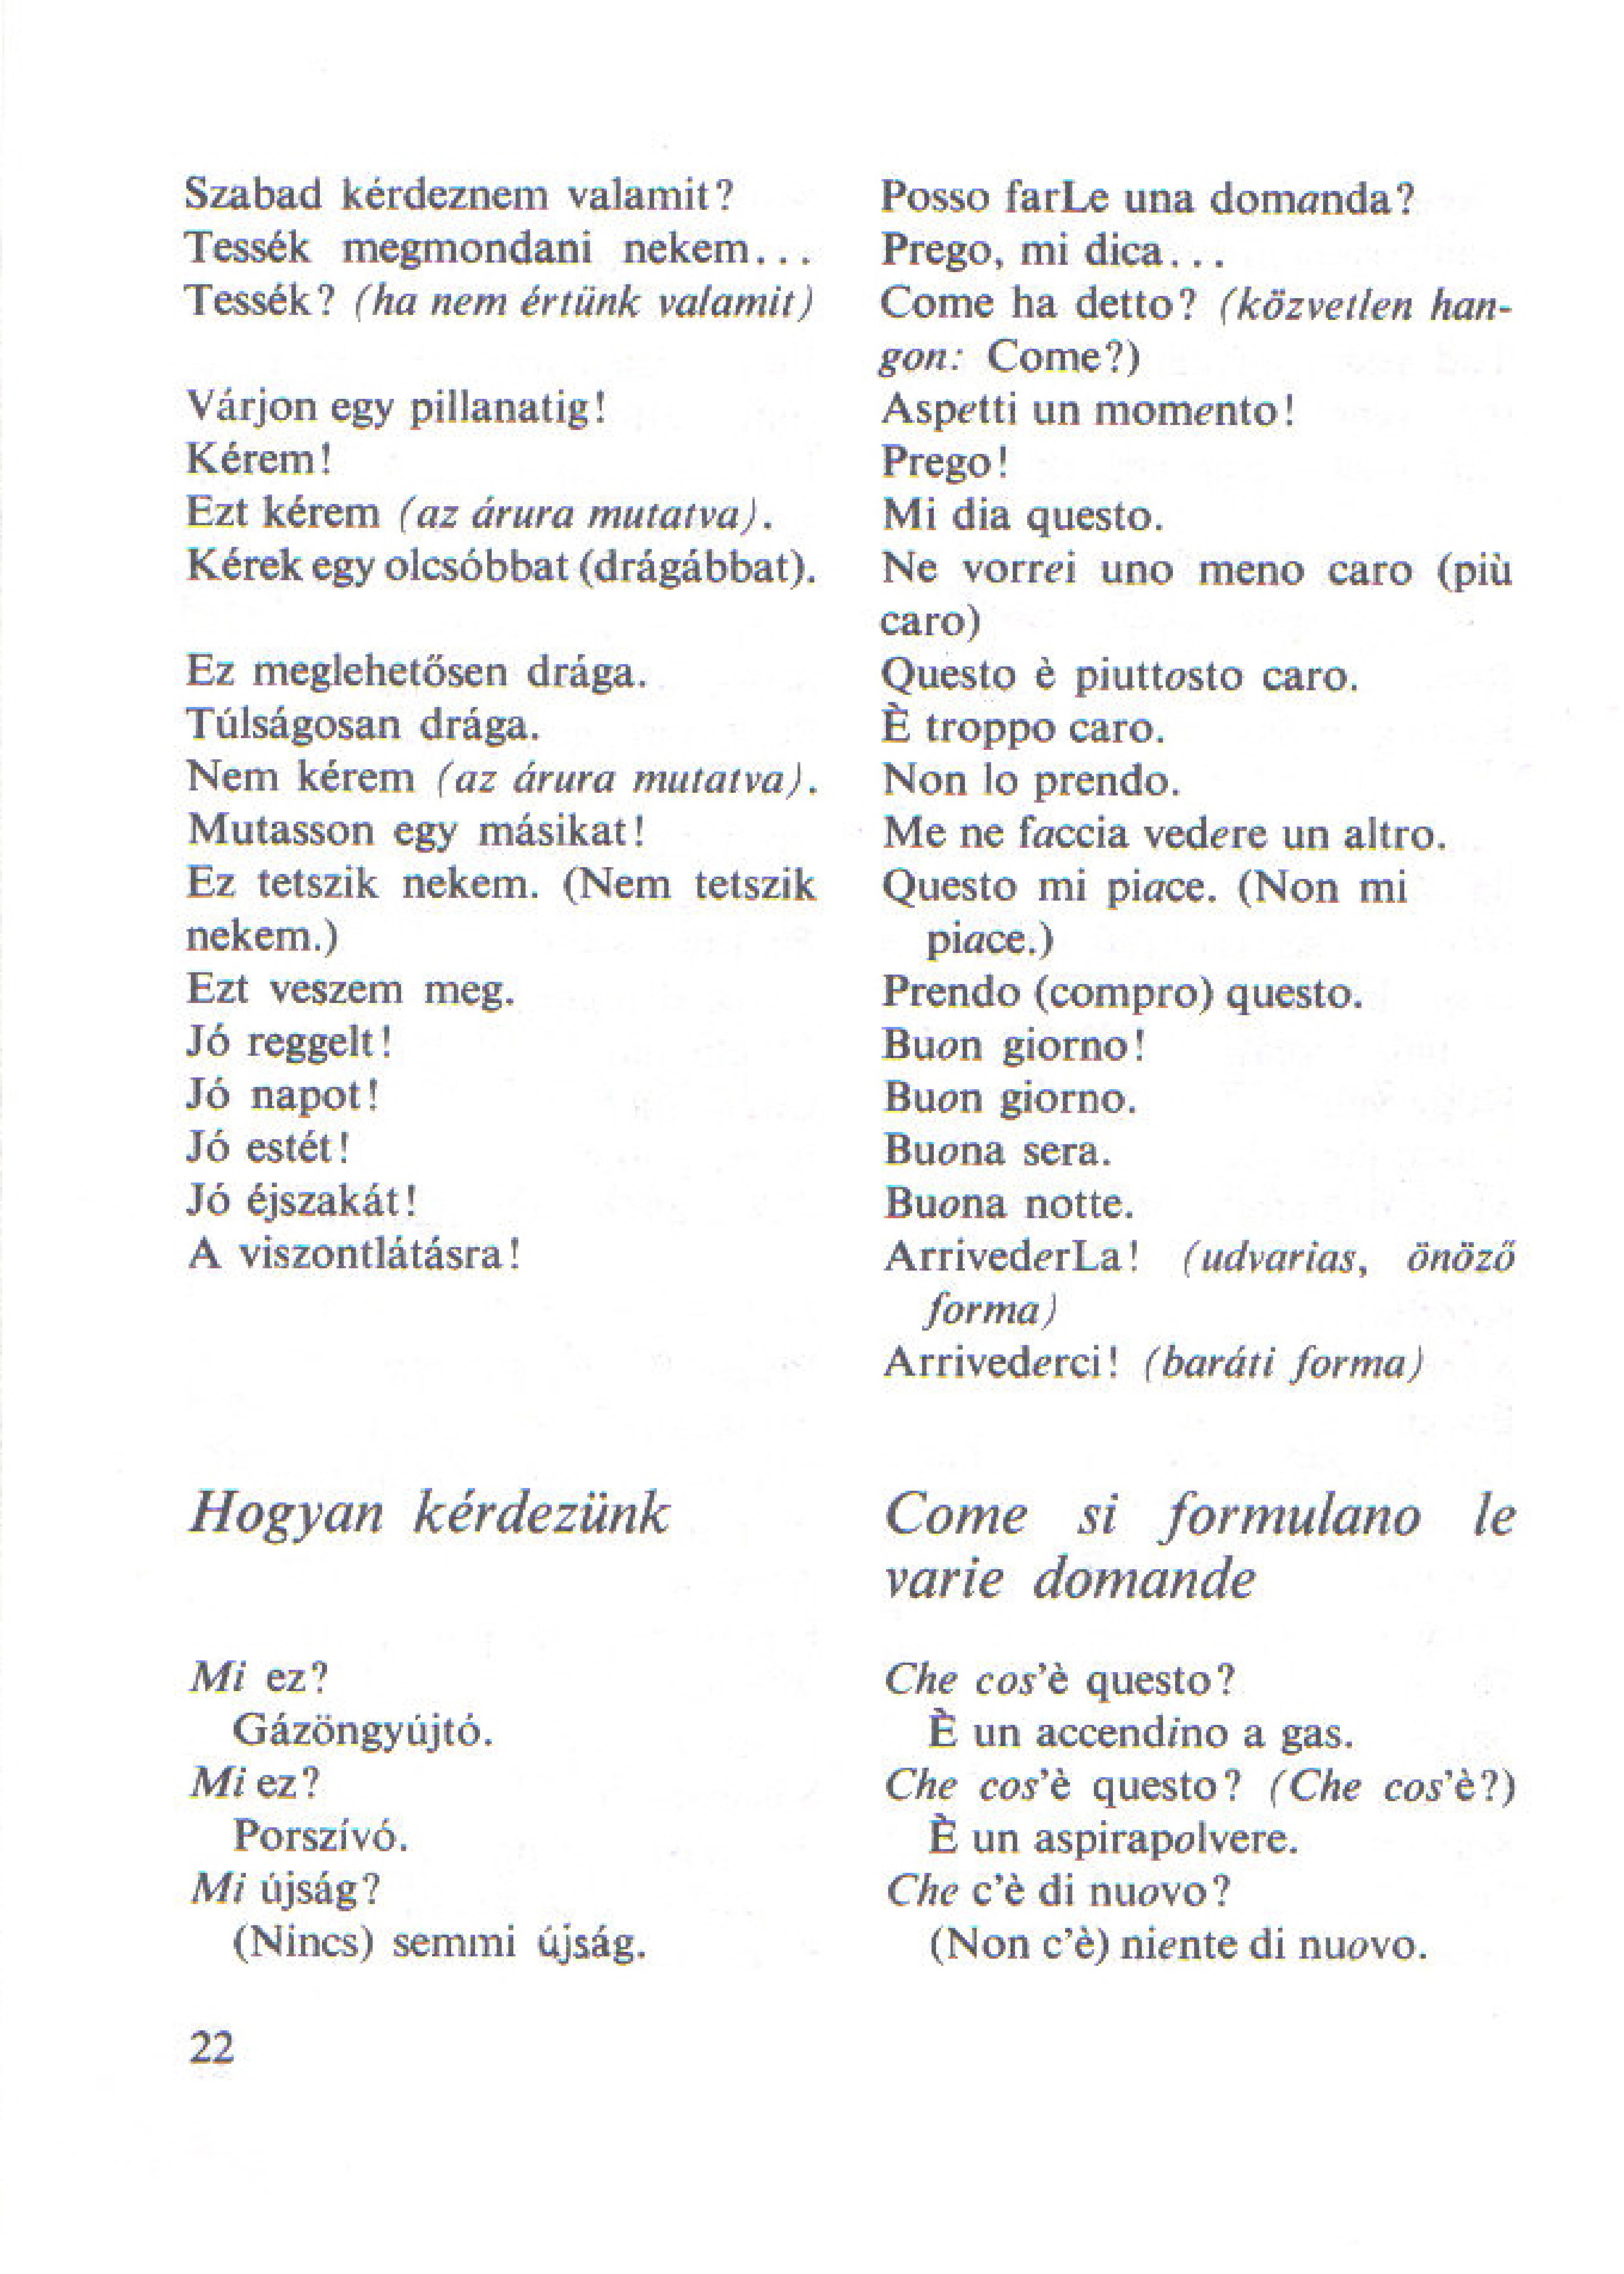 Szabad kérdeznem valamit?
Tessék megmondani nekem...
Tessék? (ha nem értünk valamit)
Várjon egy pillanatig!
Kérem!
Ezt kérem (az árura mutatva).
Kérek egy olcsóbbat (drágábbat).
Ez meglehetősen drága.
Túlságosan drága.
Nem kérem (az árura mutatva).
Mutasson egy másikat!
Ez tetszik nekem. (Nem tetszik
nekem.)
Ezt veszem meg.
Jó reggelt!
Jó napot!
Jó estét!
Jó éjszakát!
A viszontlátásra!
Posso farLe una domanda?
Prego, mi dica...
Come ha detto? (közvetlen han-
gon: Come?)
Aspetti un momento!
Prego!
Mi dia questo.
Ne vorrei uno meno caro (più
caro)
Questo è piuttosto caro.
È troppo caro.
Non lo prendo.
Me ne faccia vedere un altro.
Questo mi piace. (Non mi
piace.)
Prendo (compro) questo.
Buon giorno!
Buon giorno.
Buona sera.
Buona notte.
ArrivederLa! (udvarias, önöző
forma)
Arrivederci! (baráti forma)
Hogyan kérdezünk
Mi ez?
Gázöngyújtó.
Mi ez?
Porszívó.
Mi újság?
(Nincs) semmi újság.
Come si formulano le
varie domande
Che cos'è questo?
È un accendino a gas.
Che cos'è questo? (Che cos'è?)
È un aspirapolvere.
Che c'è di nuovo?
(Non c'è) niente di nuovo.
22